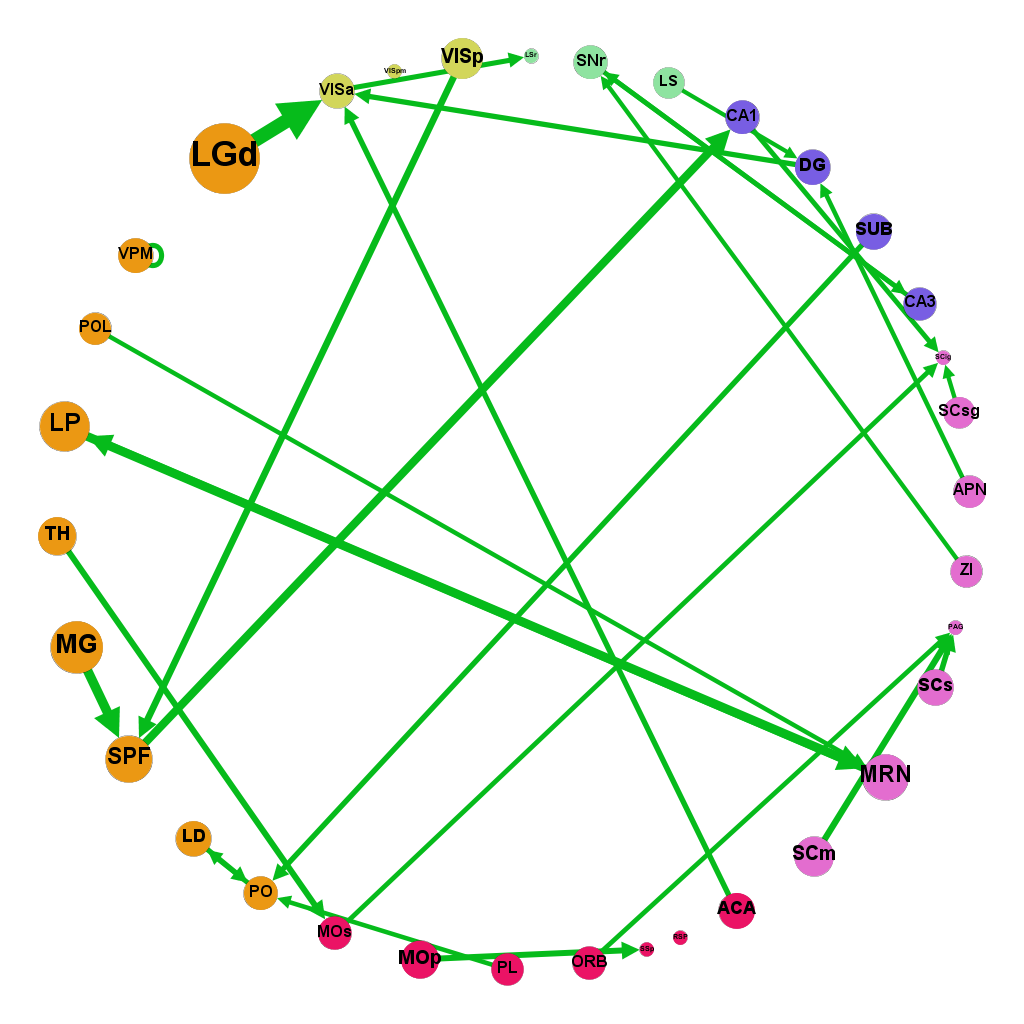 VISp
LSr
SNr
VISpm
LS
VISa
CA1
LGd
DG
SUB
VPM
CA3
POL
SCig
SCsg
LP
APN
TH
ZI
PAG
MG
SCs
SPF
MRN
LD
SCm
PO
ACA
MOs
RSP
SSp
MOp
ORB
PL